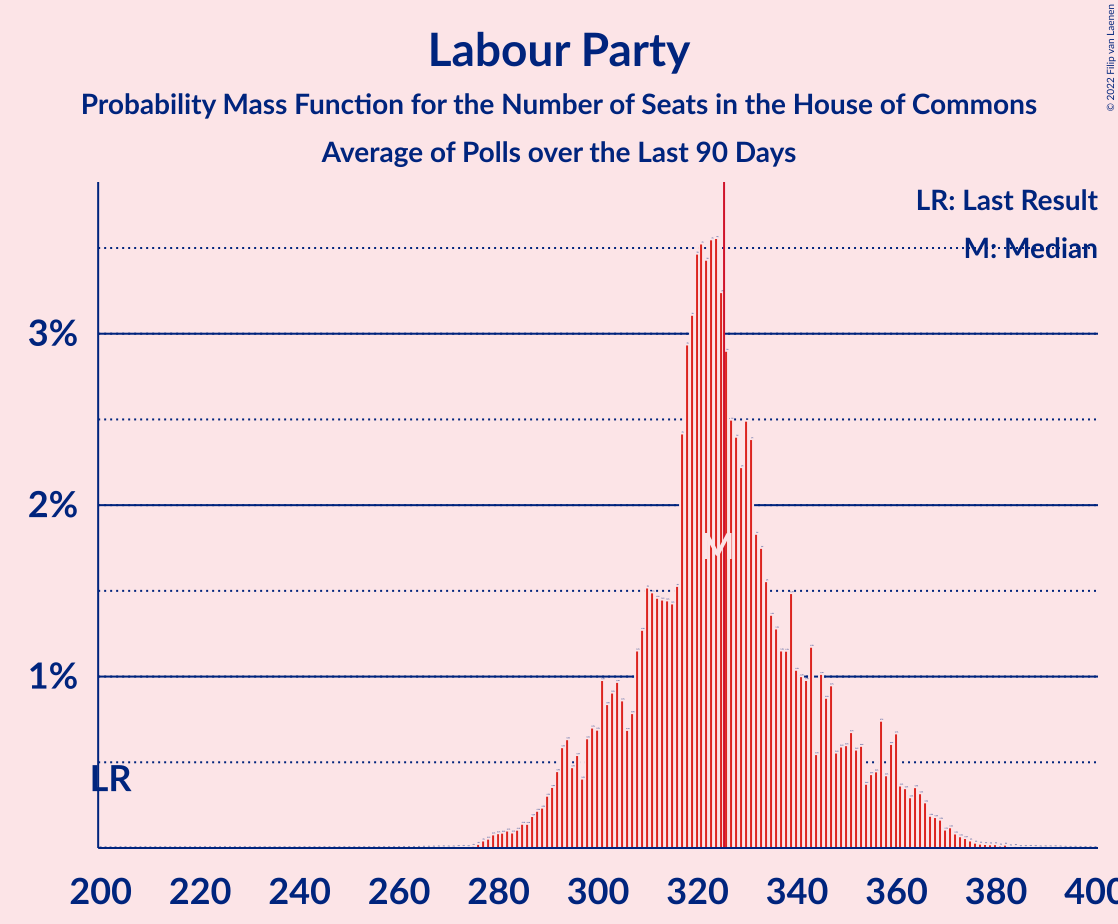 Labour Party
Probability Mass Function for the Number of Seats in the House of Commons
Average of Polls over the Last 90 Days
© 2022 Filip van Laenen
LR: Last Result
M: Median
3%
2%
M
1%
LR
200 220 240 260 280 300 320 340 360 380 400